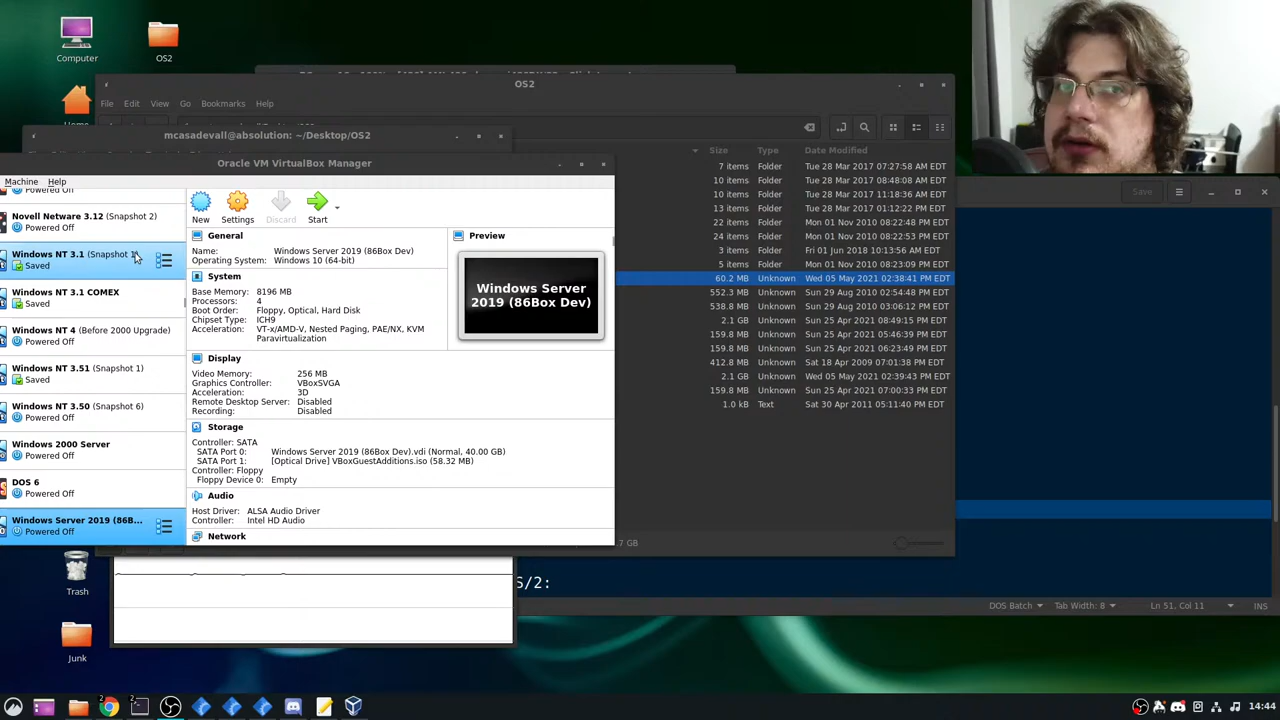 Computer
OS2
Home
OS2
File Edit View Go Bookmarks Help
mcasadevall@absolution: ~/Desktop/OS2
Size Type Date Modified
7 items Folder Tue 28 Mar 2017 07:27:58 AM EDT
10 items Folder Tue 28 Mar 2017 08:48:08 AM EDT
10 items Folder Tue 28 Mar 2017 11:18:36 AM EDT
13 items Folder Tue 28 Mar 2017 01:12:22 PM EDT
22 items Folder Mon 01 Nov 2010 08:22:48 PM EDT
24 items Folder Mon 01 Nov 2010 08:22:53 PM EDT
3 items Folder Fri 01 Jun 2018 10:13:56 AM EDT
5 items Folder Mon 01 Nov 2010 08:23:09 PM EDT
60.2 MB Unknown Wed 05 May 2021 02:38:41 PM EDT
552.3 MB Unknown Sun 29 Aug 2010 02:54:48 PM EDT
538.8 MB Unknown Sun 29 Aug 2010 03:06:12 PM EDT
2.1 GB Unknown Sun 25 Apr 2021 08:49:15 PM EDT
159.8 MB Unknown Sun 25 Apr 2021 05:46:39 PM EDT
159.8 MB Unknown Sun 25 Apr 2021 06:23:49 PM EDT
412.8 MB Unknown Sat 18 Apr 2009 07:01:38 PM EDT
2.1 GB Unknown Wed 05 May 2021 02:39:43 PM EDT
159.8 MB Unknown Sun 25 Apr 2021 07:00:33 PM EDT
1.0 kB Text Sat 30 Apr 2011 05:11:40 PM EDT
.7 GB
Oracle VM VirtualBox Manager
Machine Help
Powered Off
Novell Netware 3.12 (Snapshot 2)
Powered Off
Windows NT 3.1 (Snapshot 1)
Saved
Windows NT 3.1 COMEX
Saved
Windows NT 4 (Before 2000 Upgrade)
Powered Off
Windows NT 3.51 (Snapshot 1)
Saved
Windows NT 3.50 (Snapshot 6)
Powered Off
Windows 2000 Server
Powered Off
DOS 6
Powered Off
Windows Server 2019 (86B...
Powered Off
New Settings Discard Start
General
Name: Windows Server 2019 (86Box Dev)
Operating System: Windows 10 (64-bit)
System
Base Memory: 8196 MB
Processors: 4
Boot Order: Floppy, Optical, Hard Disk
Chipset Type: ICH9
Acceleration: VT-x/AMD-V, Nested Paging, PAE/NX, KVM
Paravirtualization
Display
Video Memory: 256 MB
Graphics Controller: VBoxSVGA
Acceleration: 3D
Remote Desktop Server: Disabled
Recording: Disabled
Storage
Controller: SATA
SATA Port 0: Windows Server 2019 (86Box Dev).vdi (Normal, 40.00 GB)
SATA Port 1: [Optical Drive] VBoxGuestAdditions.iso (58.32 MB)
Controller: Floppy
Floppy Device 0: Empty
Audio
Host Driver: ALSA Audio Driver
Controller: Intel HD Audio
Network
Preview
Windows Server
2019 (86Box Dev)
Save
S/2:
DOS Batch Tab Width: 8 Ln 51, Col 11 INS
Trash
Junk
2 2
14:44